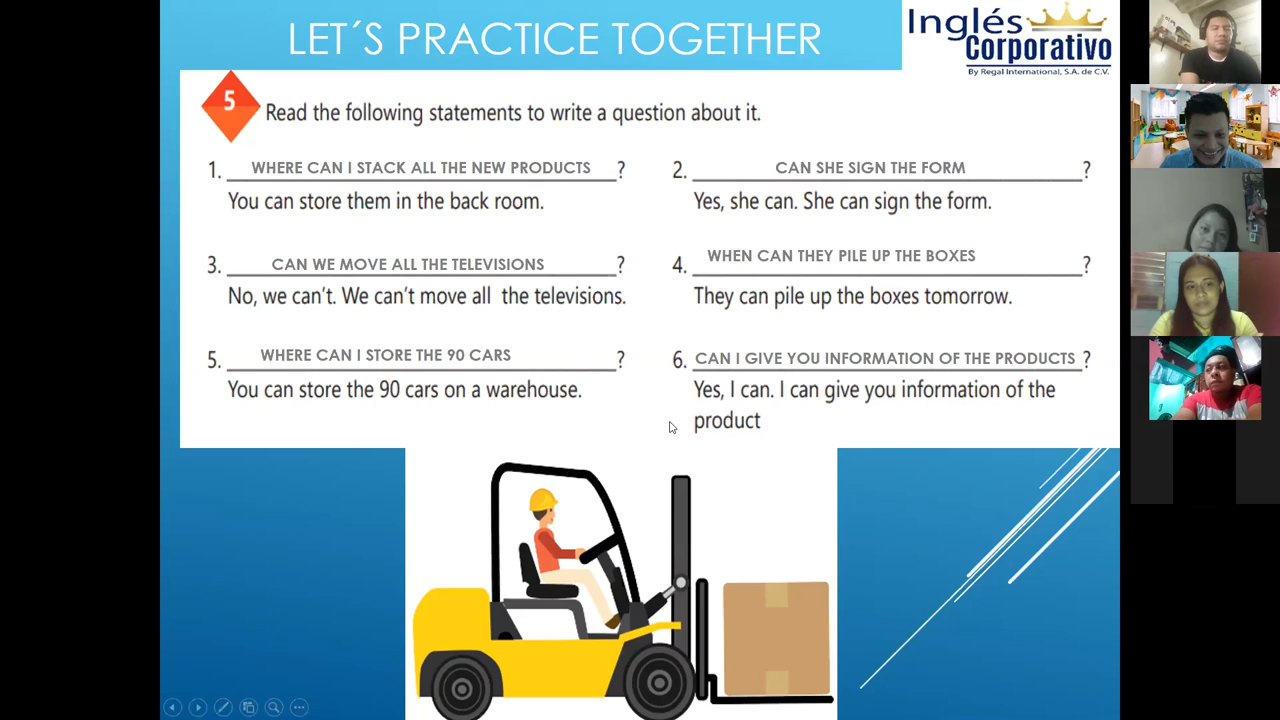 LET´S PRACTICE TOGETHER
Inglés
Corporativo
By Regal International, S.A. de C.V.
5
Read the following statements to write a question about it.
1. WHERE CAN I STACK ALL THE NEW PRODUCTS ?
You can store them in the back room.
2. CAN SHE SIGN THE FORM ?
Yes, she can. She can sign the form.
3. CAN WE MOVE ALL THE TELEVISIONS ?
No, we can't. We can't move all the televisions.
4. WHEN CAN THEY PILE UP THE BOXES ?
They can pile up the boxes tomorrow.
5. WHERE CAN I STORE THE 90 CARS ?
You can store the 90 cars on a warehouse.
6. CAN I GIVE YOU INFORMATION OF THE PRODUCTS ?
Yes, I can. I can give you information of the
product